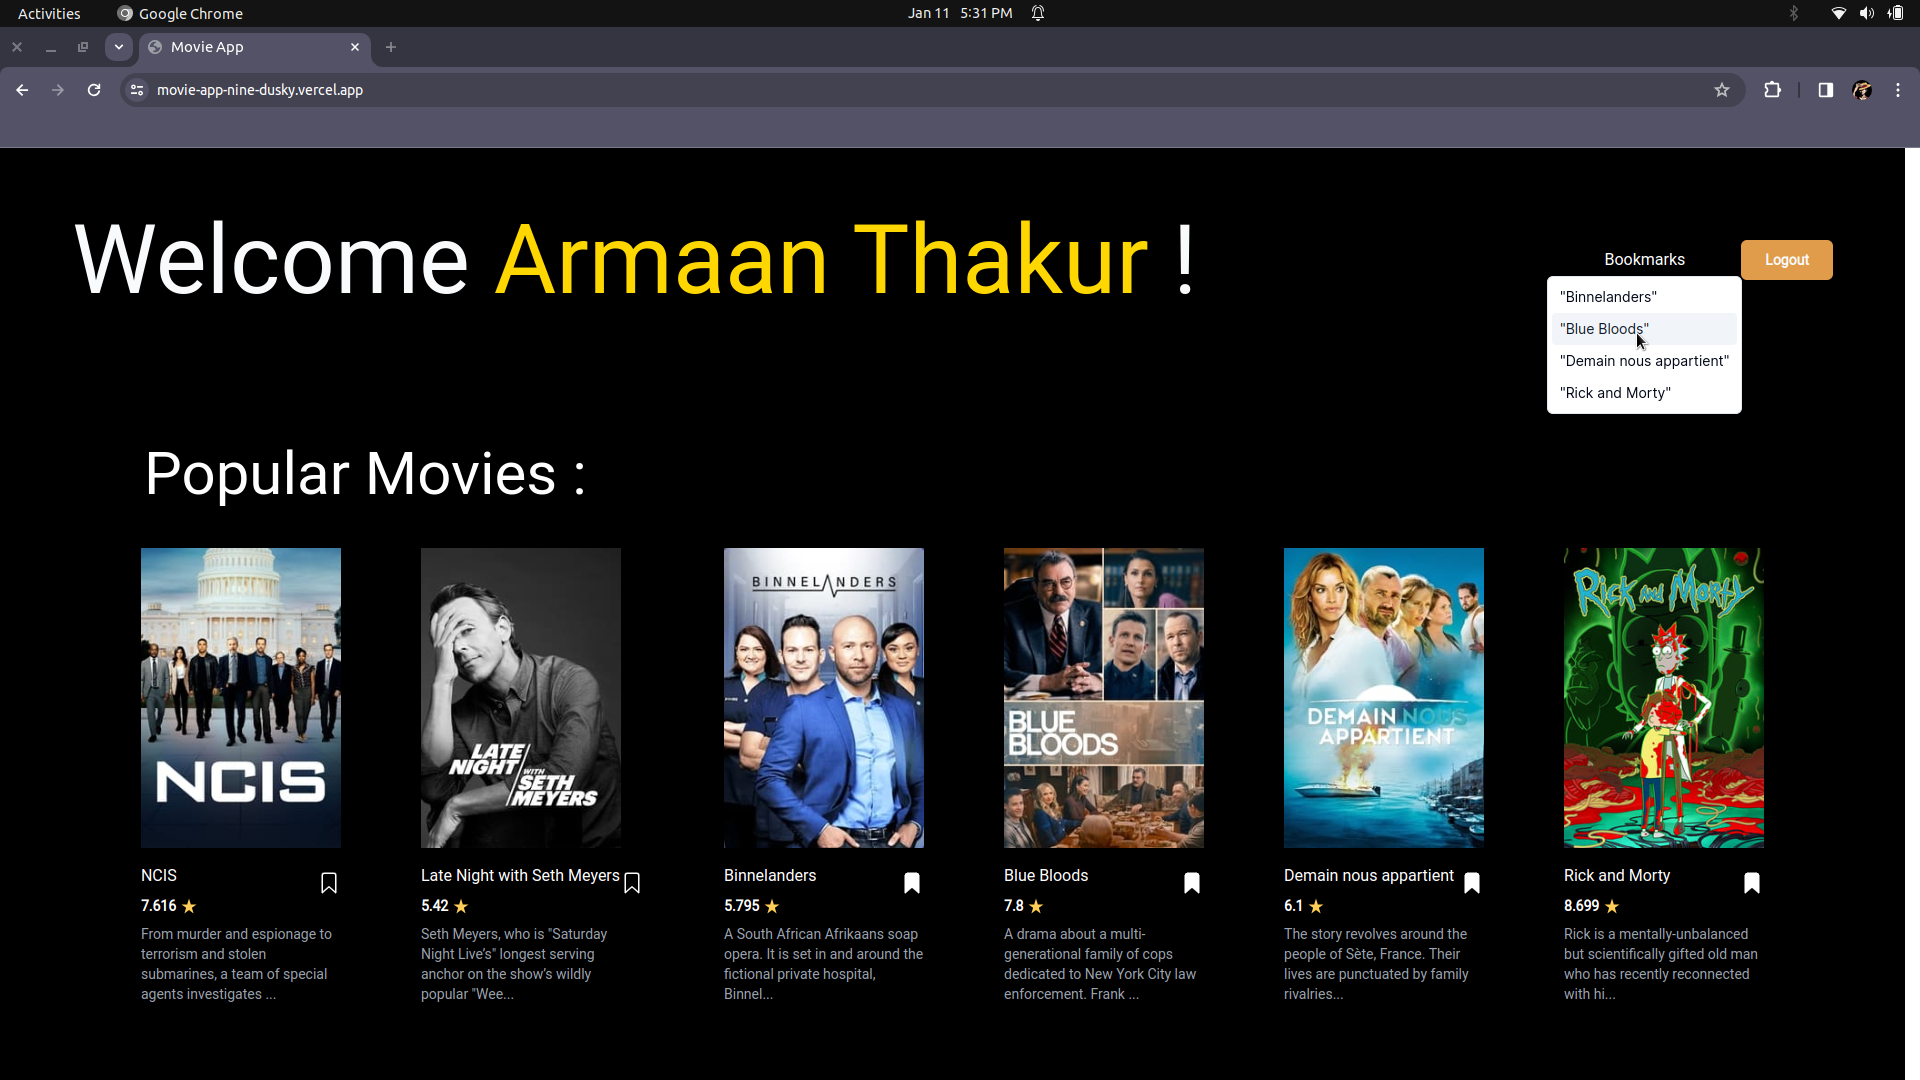 Activities
Google Chrome
Jan 11 5:31 PM
Movie App
movie-app-nine-dusky.vercel.app
Welcome Armaan Thakur !
Bookmarks
Logout
"Binnelanders"
"Blue Bloods"
"Demain nous appartient"
"Rick and Morty"
Popular Movies :
NCIS
LATE
NIGHT
WITH
SETH
MEYERS
BINNELANDERS
BLUE
BLOODS
DEMAIN NOUS
APPARTIENT
Rick and Morty
NCIS
7.616
From murder and espionage to
terrorism and stolen
submarines, a team of special
agents investigates ...
Late Night with Seth Meyers
5.42
Seth Meyers, who is "Saturday
Night Live’s" longest serving
anchor on the show’s wildly
popular "Wee...
Binnelanders
5.795
A South African Afrikaans soap
opera. It is set in and around the
fictional private hospital,
Binnel...
Blue Bloods
7.8
A drama about a multi-
generational family of cops
dedicated to New York City law
enforcement. Frank ...
Demain nous appartient
6.1
The story revolves around the
people of Sète, France. Their
lives are punctuated by family
rivalries...
Rick and Morty
8.699
Rick is a mentally-unbalanced
but scientifically gifted old man
who has recently reconnected
with hi...